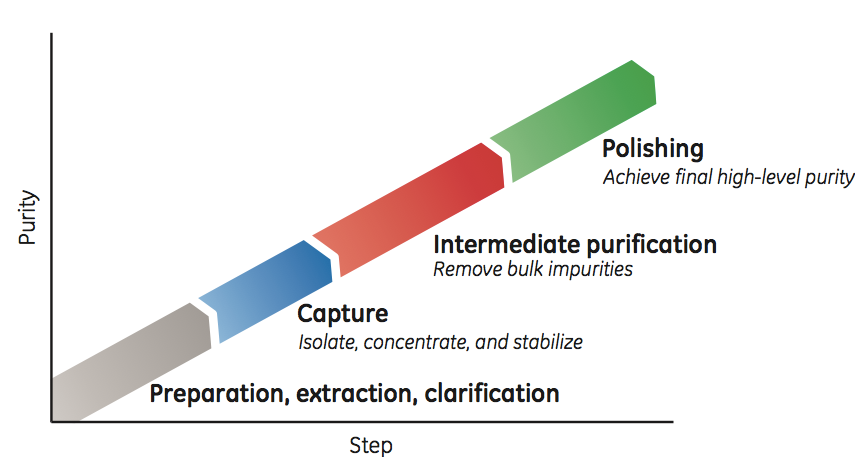 Purity
Polishing
Achieve final high-level purity
Intermediate purification
Remove bulk impurities
Capture
Isolate, concentrate, and stabilize
Preparation, extraction, clarification
Step